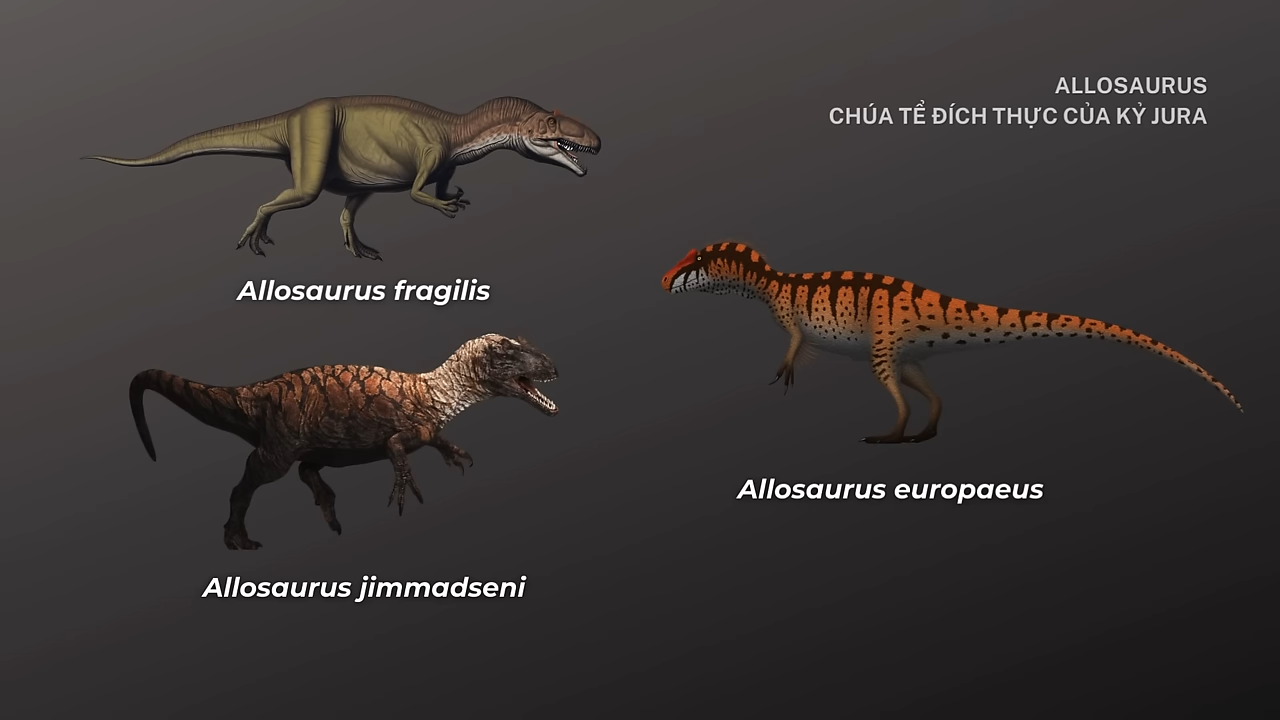 ALLOSAURUS
CHÚA TỂ ĐÍCH THỰC CỦA KỶ JURA
Allosaurus fragilis
Allosaurus europaeus
Allosaurus jimmadseni